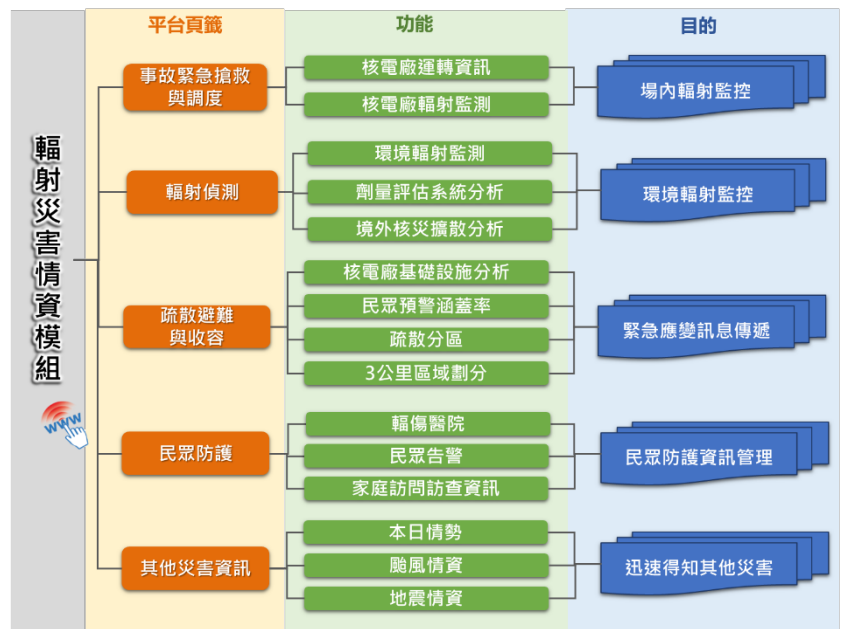 平台頁籤
功能
目的
輻射災害情資模組
www
事故緊急搶救
與調度
核電廠運轉資訊
核電廠輻射監測
場內輻射監控
輻射偵測
環境輻射監測
劑量評估系統分析
境外核災擴散分析
環境輻射監控
疏散避難
與收容
核電廠基礎設施分析
民眾預警涵蓋率
疏散分區
3公里區域劃分
緊急應變訊息傳遞
民眾防護
輻傷醫院
民眾告警
家庭訪問訪查資訊
民眾防護資訊管理
其他災害資訊
本日情勢
颱風情資
地震情資
迅速得知其他災害